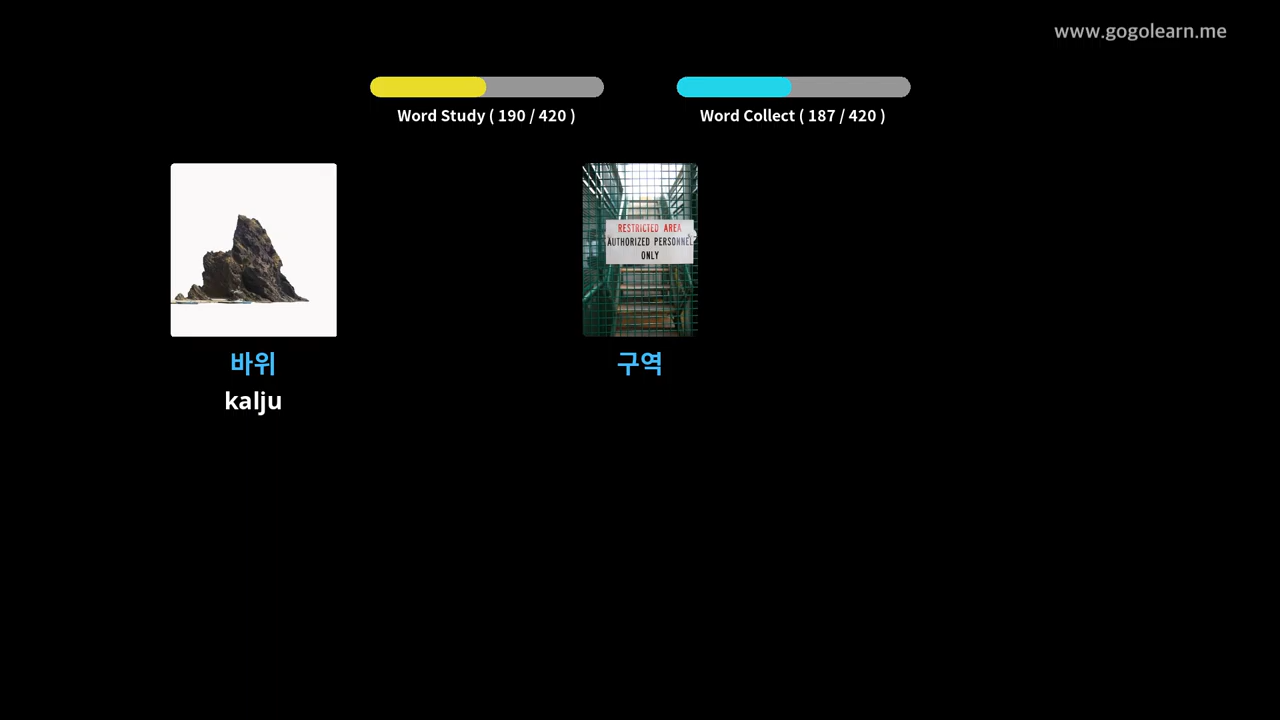 www.gogolearn.me
Word Study ( 190 / 420 )
Word Collect ( 187 / 420 )
RESTRICTED AREA
AUTHORIZED PERSONNEL
ONLY
바위
구역
kalju